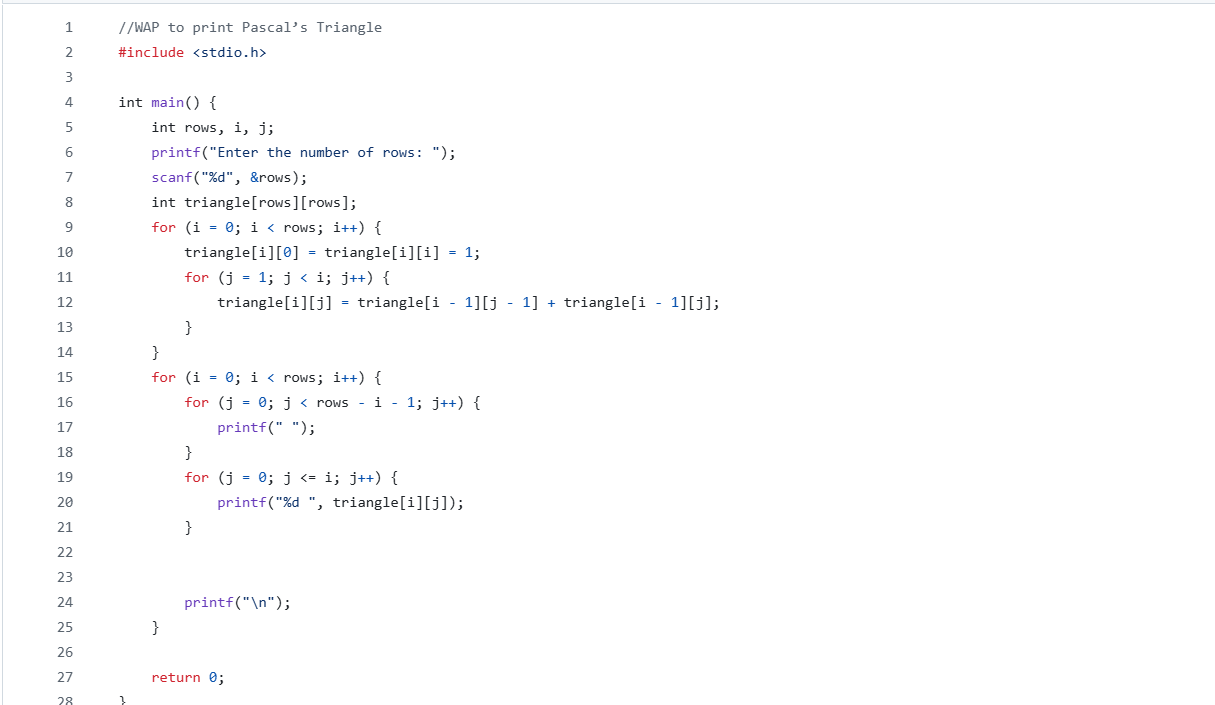 1 //WAP to print Pascal’s Triangle
2 #include <stdio.h>
3
4 int main() {
5     int rows, i, j;
6     printf("Enter the number of rows: ");
7     scanf("%d", &rows);
8     int triangle[rows][rows];
9     for (i = 0; i < rows; i++) {
10         triangle[i][0] = triangle[i][i] = 1;
11         for (j = 1; j < i; j++) {
12             triangle[i][j] = triangle[i - 1][j - 1] + triangle[i - 1][j];
13         }
14     }
15     for (i = 0; i < rows; i++) {
16         for (j = 0; j < rows - i - 1; j++) {
17             printf(" ");
18         }
19         for (j = 0; j <= i; j++) {
20             printf("%d ", triangle[i][j]);
21         }
22
23
24         printf("\n");
25     }
26
27     return 0;
28 }